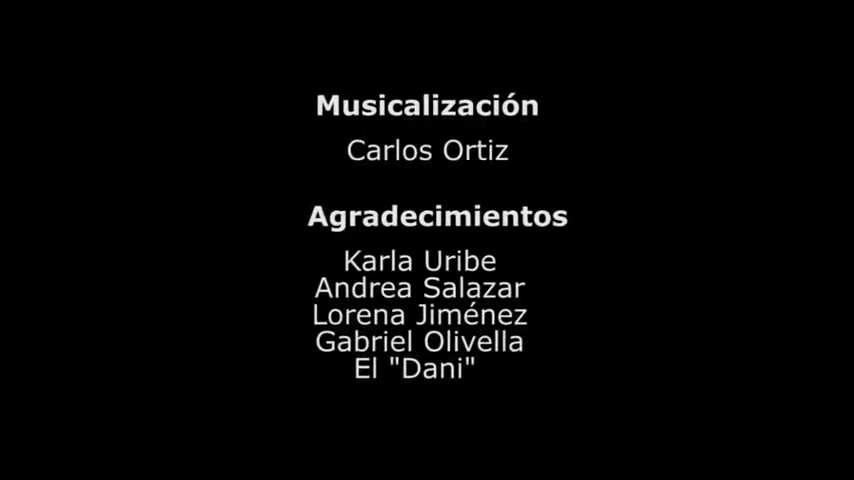 Musicalización
Carlos Ortiz
Agradecimientos
Karla Uribe
Andrea Salazar
Lorena Jiménez
Gabriel Olivella
El "Dani"